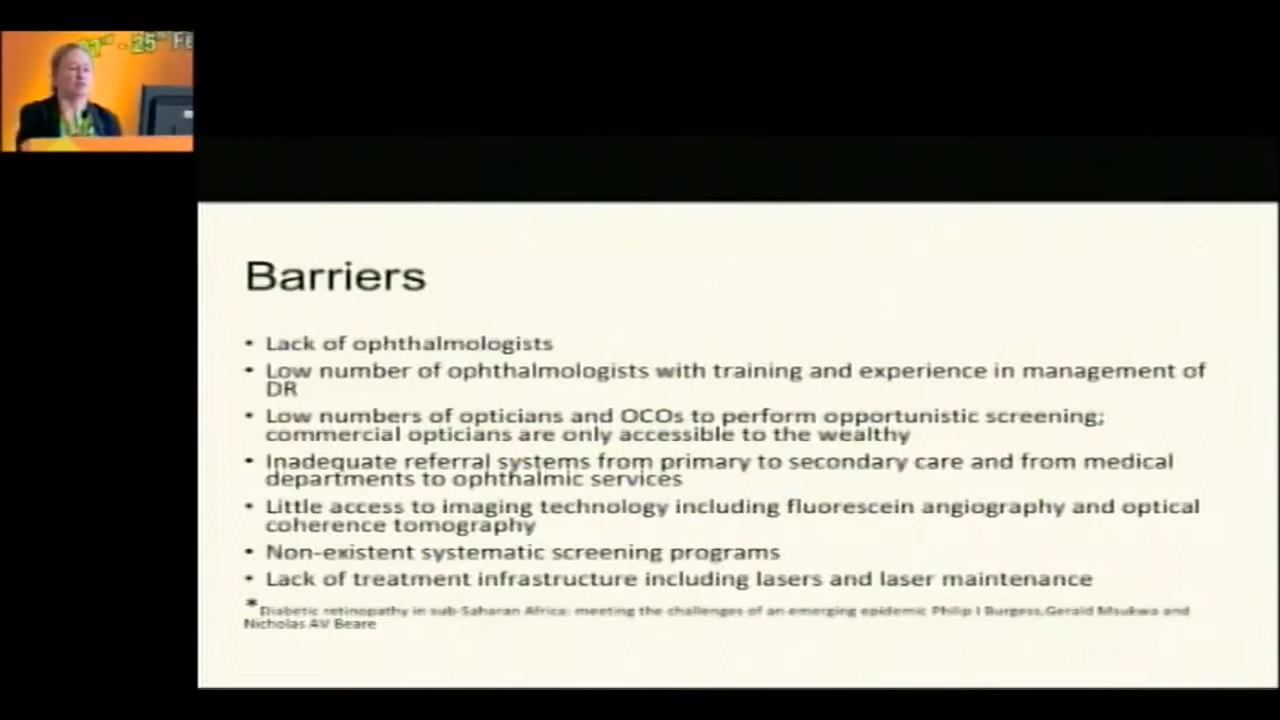 25th Fe
Barriers
• Lack of ophthalmologists
• Low number of ophthalmologists with training and experience in management of
DR
• Low numbers of opticians and OCOs to perform opportunistic screening;
commercial opticians are only accessible to the wealthy
• Inadequate referral systems from primary to secondary care and from medical
departments to ophthalmic services
• Little access to imaging technology including fluorescein angiography and optical
coherence tomography
• Non-existent systematic screening programs
• Lack of treatment infrastructure including lasers and laser maintenance
*Diabetic retinopathy in sub-Saharan Africa: meeting the challenges of an emerging epidemic Philip I Burgess,Gerald Msukwa and
Nicholas AV Beare